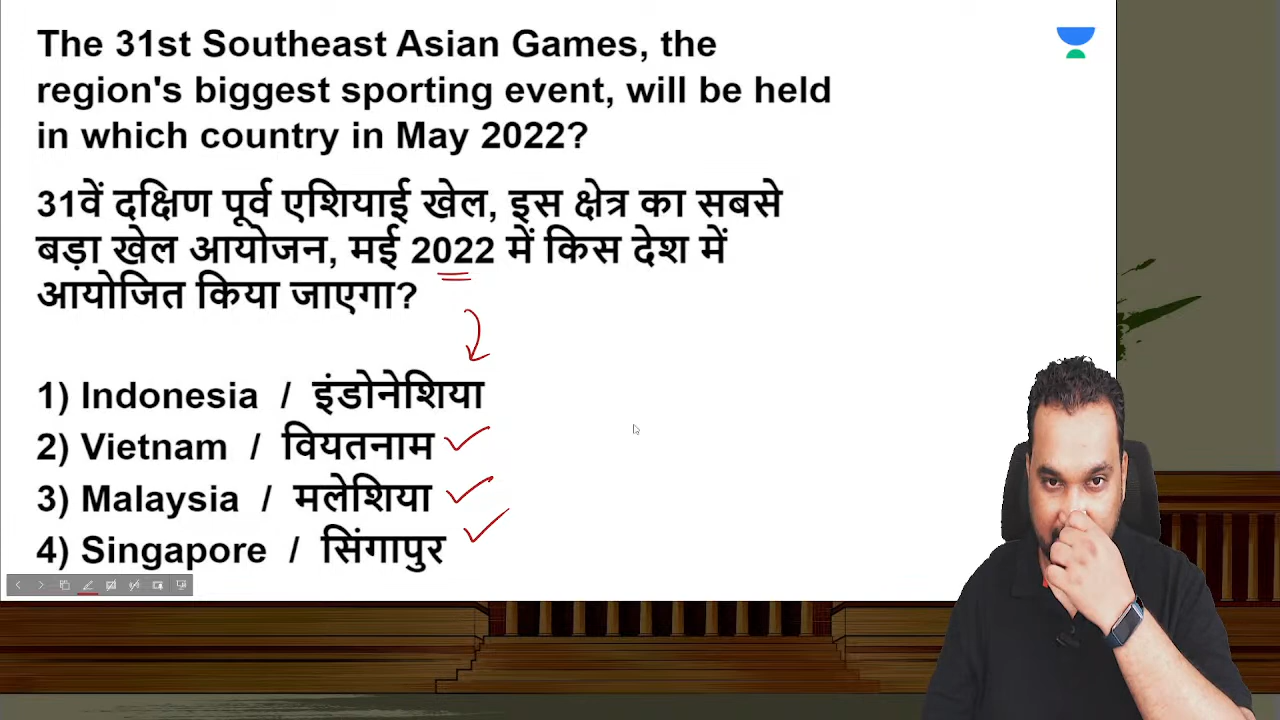 The 31st Southeast Asian Games, the
region's biggest sporting event, will be held
in which country in May 2022?
31वें दक्षिण पूर्व एशियाई खेल, इस क्षेत्र का सबसे
बड़ा खेल आयोजन, मई 2022 में किस देश में
आयोजित किया जाएगा?
1) Indonesia / इंडोनेशिया
2) Vietnam / वियतनाम
3) Malaysia / मलेशिया
4) Singapore / सिंगापुर